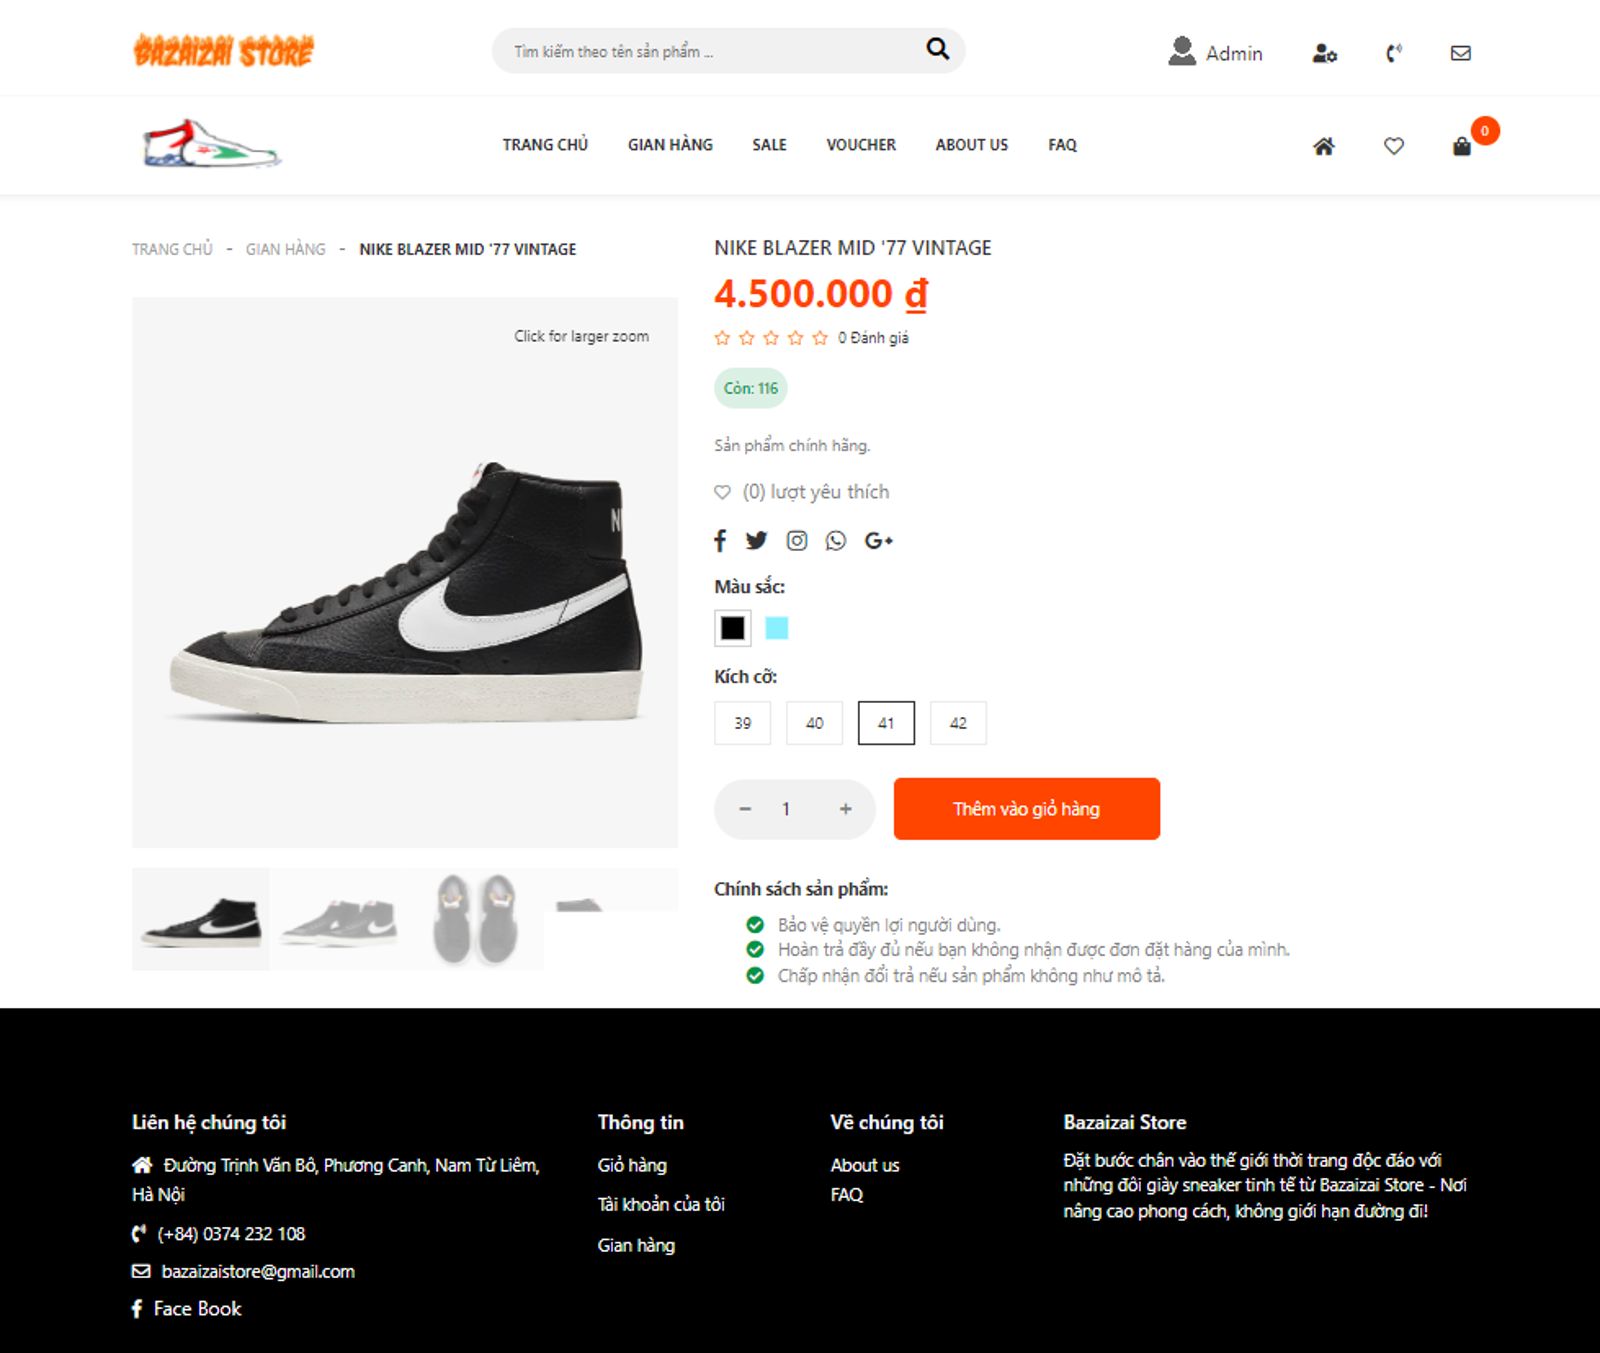 BAZAIZAI STORE
Tìm kiếm theo tên sản phẩm ...
Admin
TRANG CHỦ GIAN HÀNG SALE VOUCHER ABOUT US FAQ
0
TRANG CHỦ - GIAN HÀNG - NIKE BLAZER MID '77 VINTAGE
Click for larger zoom
NIKE BLAZER MID '77 VINTAGE
4.500.000 ₫
0 Đánh giá
Còn: 116
Sản phẩm chính hãng.
(0) lượt yêu thích
Màu sắc:
Kích cỡ:
39 40 41 42
− 1 + Thêm vào giỏ hàng
Chính sách sản phẩm:
Bảo vệ quyền lợi người dùng.
Hoàn trả đầy đủ nếu bạn không nhận được đơn đặt hàng của mình.
Chấp nhận đổi trả nếu sản phẩm không như mô tả.
Liên hệ chúng tôi
Đường Trịnh Văn Bô, Phương Canh, Nam Từ Liêm,
Hà Nội
(+84) 0374 232 108
bazaizaistore@gmail.com
Face Book
Thông tin
Giỏ hàng
Tài khoản của tôi
Gian hàng
Về chúng tôi
About us
FAQ
Bazaizai Store
Đặt bước chân vào thế giới thời trang độc đáo với
những đôi giày sneaker tinh tế từ Bazaizai Store - Nơi
nâng cao phong cách, không giới hạn đường đi!